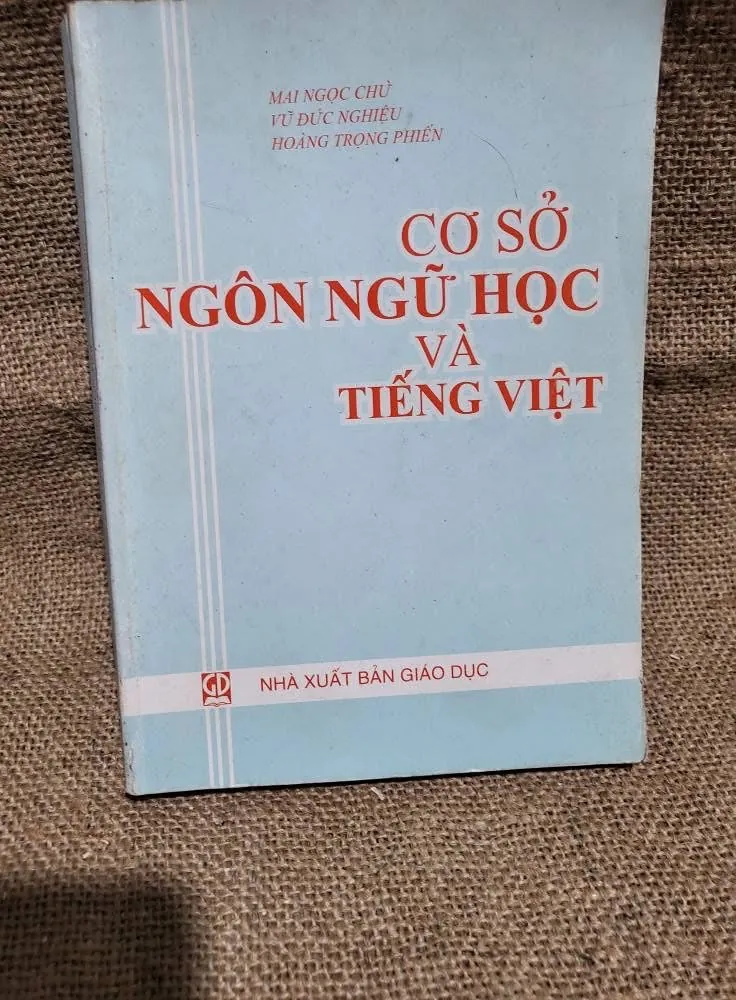 MAI NGỌC CHỪ
VŨ ĐỨC NGHIỆU
HOÀNG TRỌNG PHIẾN
CƠ SỞ
NGÔN NGỮ HỌC
VÀ
TIẾNG VIỆT
GD
NHÀ XUẤT BẢN GIÁO DỤC